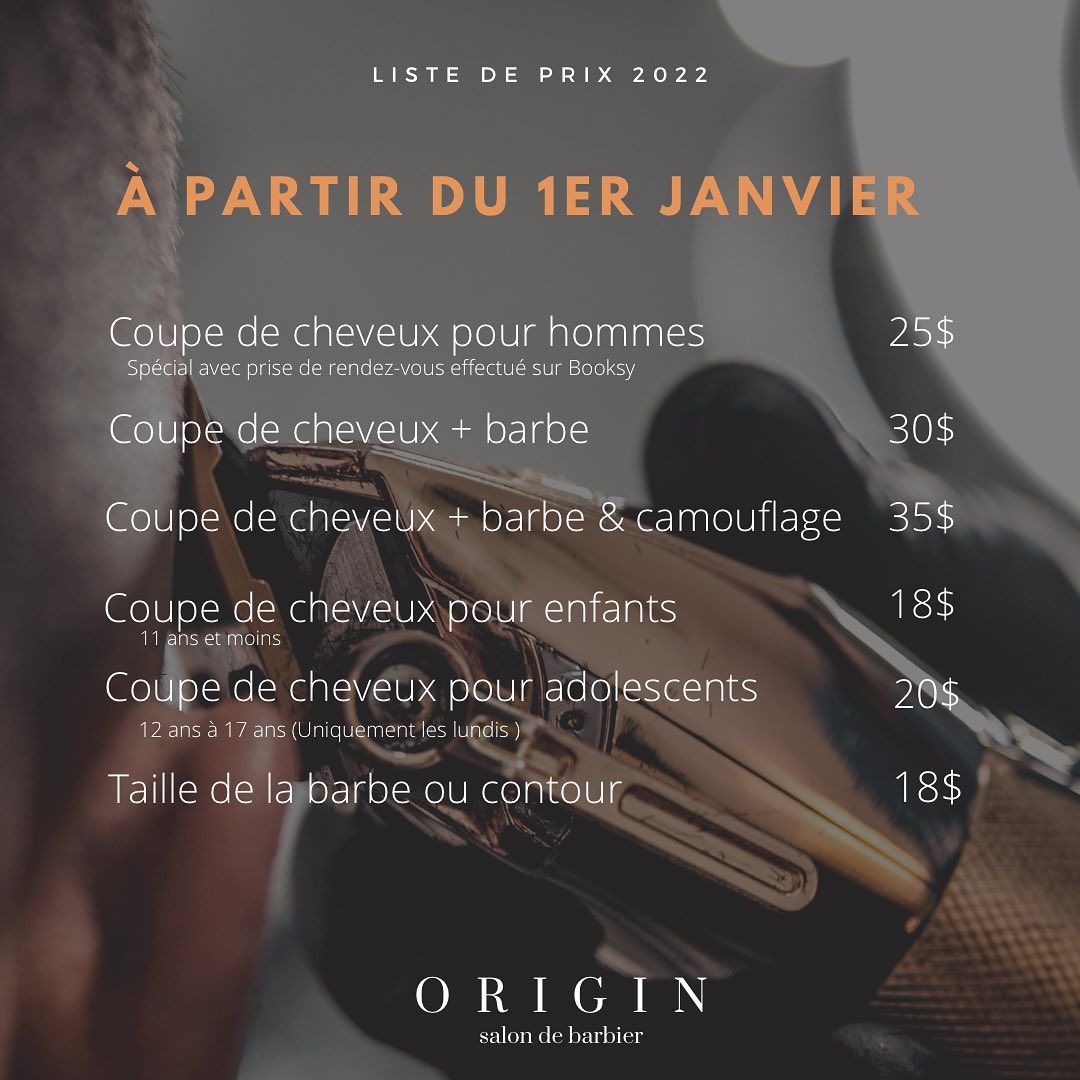 LISTE DE PRIX 2022
À PARTIR DU 1ER JANVIER
Coupe de cheveux pour hommes 25$
Spécial avec prise de rendez-vous effectué sur Booksy
Coupe de cheveux + barbe 30$
Coupe de cheveux + barbe & camouflage 35$
Coupe de cheveux pour enfants 18$
11 ans et moins
Coupe de cheveux pour adolescents 20$
12 ans à 17 ans (Uniquement les lundis )
Taille de la barbe ou contour 18$
ORIGIN
salon de barbier